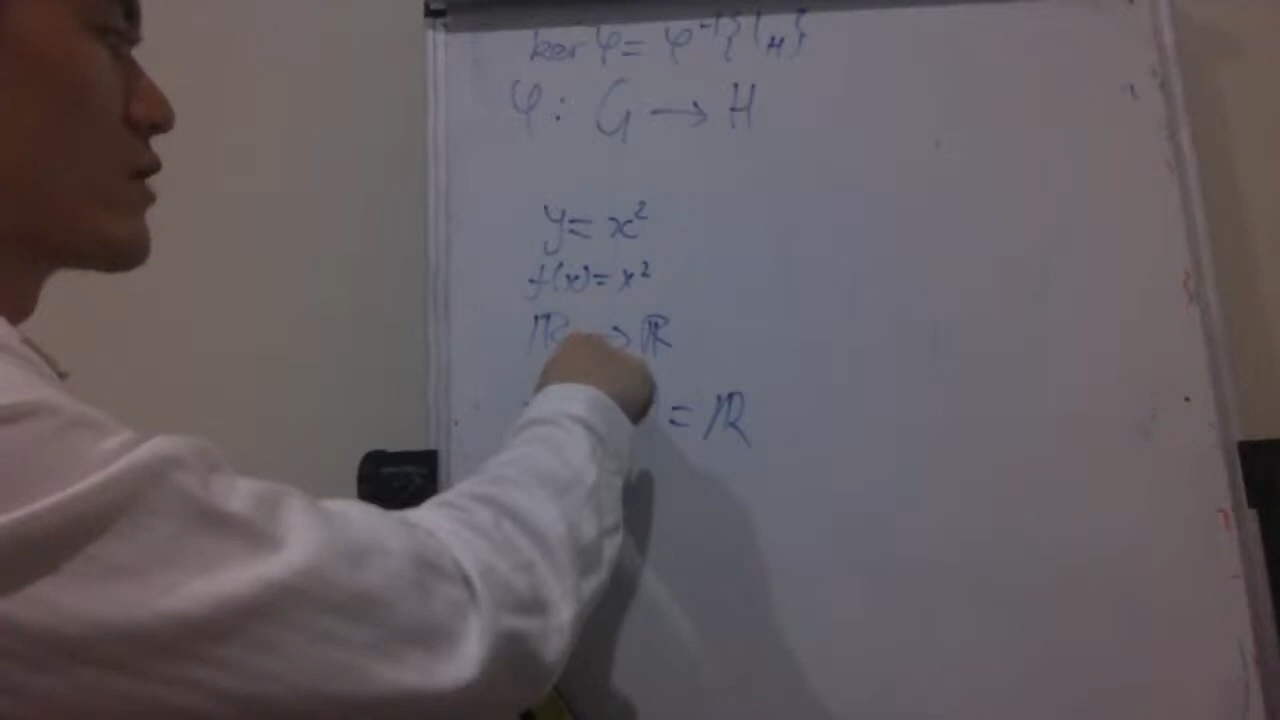 ker φ = φ⁻¹{1_H}
φ : G → H
y = x²
f(x) = x²
ℝ → ℝ
= ℝ